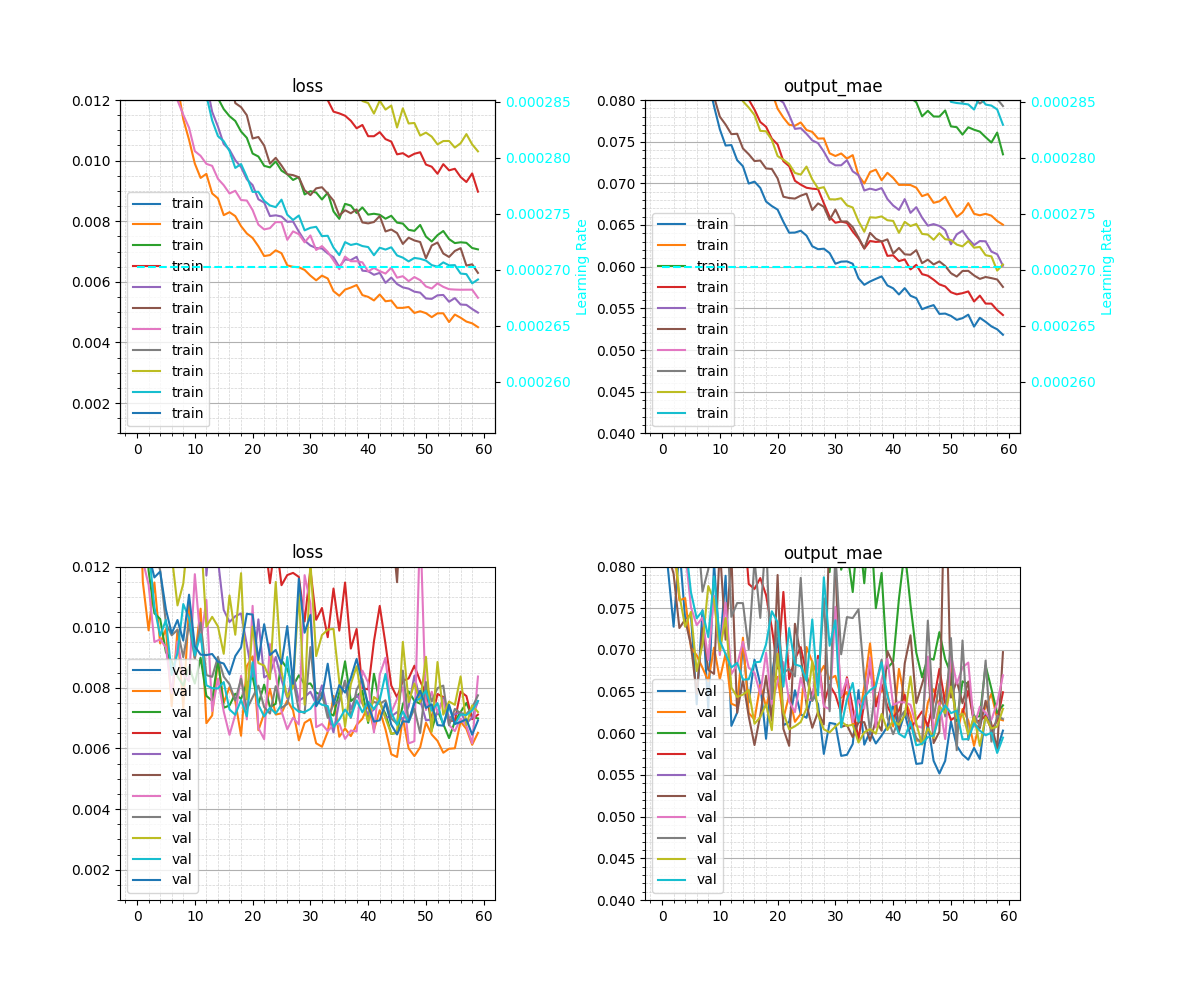 loss
0.012
0.010
0.008
0.006
0.004
0.002
train
train
train
train
train
train
train
train
train
train
train
0 10 20 30 40 50 60
0.000285
0.000280
0.000275
0.000270
0.000265
0.000260
Learning Rate
output_mae
0.080
0.075
0.070
0.065
0.060
0.055
0.050
0.045
0.040
train
train
train
train
train
train
train
train
train
train
0 10 20 30 40 50 60
0.000285
0.000280
0.000275
0.000270
0.000265
0.000260
Learning Rate
loss
0.012
0.010
0.008
0.006
0.004
0.002
val
val
val
val
val
val
val
val
val
val
val
0 10 20 30 40 50 60
output_mae
0.080
0.075
0.070
0.065
0.060
0.055
0.050
0.045
0.040
val
val
val
val
val
val
val
val
val
val
0 10 20 30 40 50 60